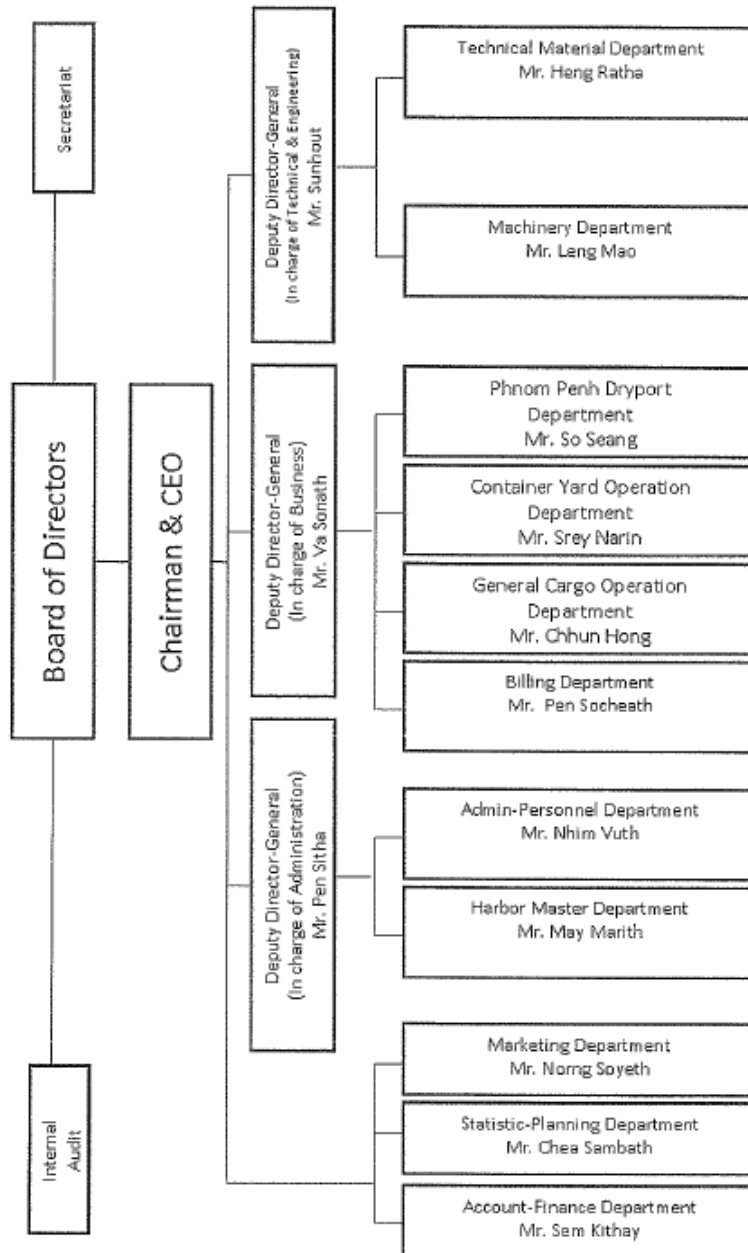 Secretariat
Board of Directors
Internal
Audit
Chairman & CEO
Deputy Director-General
(In charge of Technical & Engineering)
Mr. Sunhout
Deputy Director-General
(In charge of Business)
Mr. Va Sonath
Deputy Director-General
(In charge of Administration)
Mr. Pen Sitha
Technical Material Department
Mr. Heng Ratha
Machinery Department
Mr. Leng Mao
Phnom Penh Dryport
Department
Mr. So Seang
Container Yard Operation
Department
Mr. Srey Narin
General Cargo Operation
Department
Mr. Chhun Hong
Billing Department
Mr. Pen Socheath
Admin-Personnel Department
Mr. Nhim Vuth
Harbor Master Department
Mr. May Marith
Marketing Department
Mr. Norng Soyeth
Statistic-Planning Department
Mr. Chea Sambath
Account-Finance Department
Mr. Sem Kithay